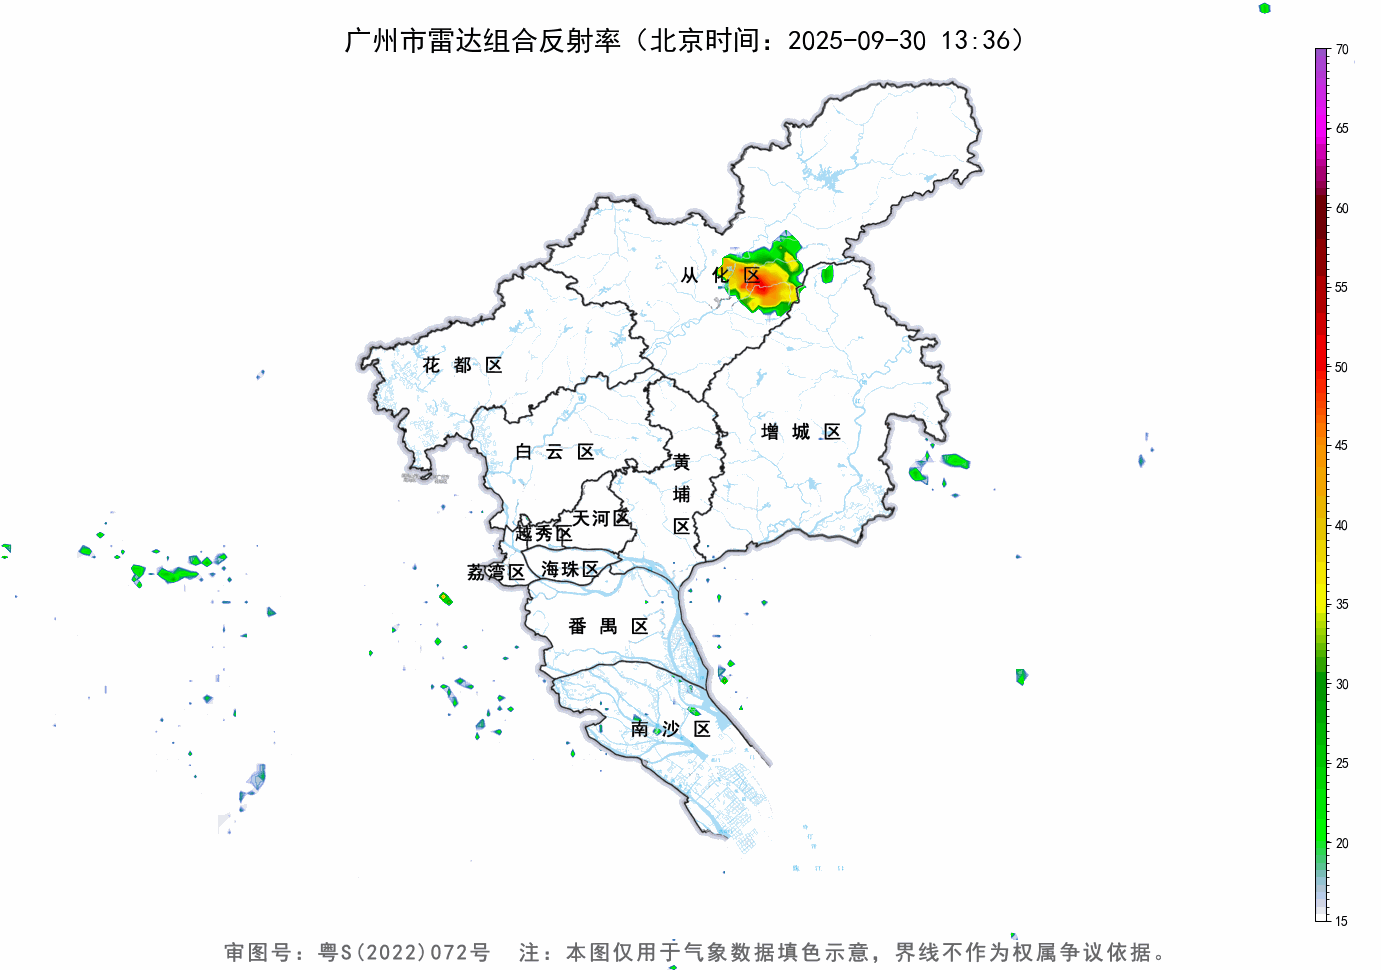 广州市雷达组合反射率（北京时间：2025-09-30 13:36）
70
65
60
55
50
45
40
35
30
25
20
15
从化区
花都区
增城区
白云区
黄埔区
天河区
越秀区
荔湾区
海珠区
番禺区
南沙区
审图号：粤S(2022)072号 注：本图仅用于气象数据填色示意，界线不作为权属争议依据。